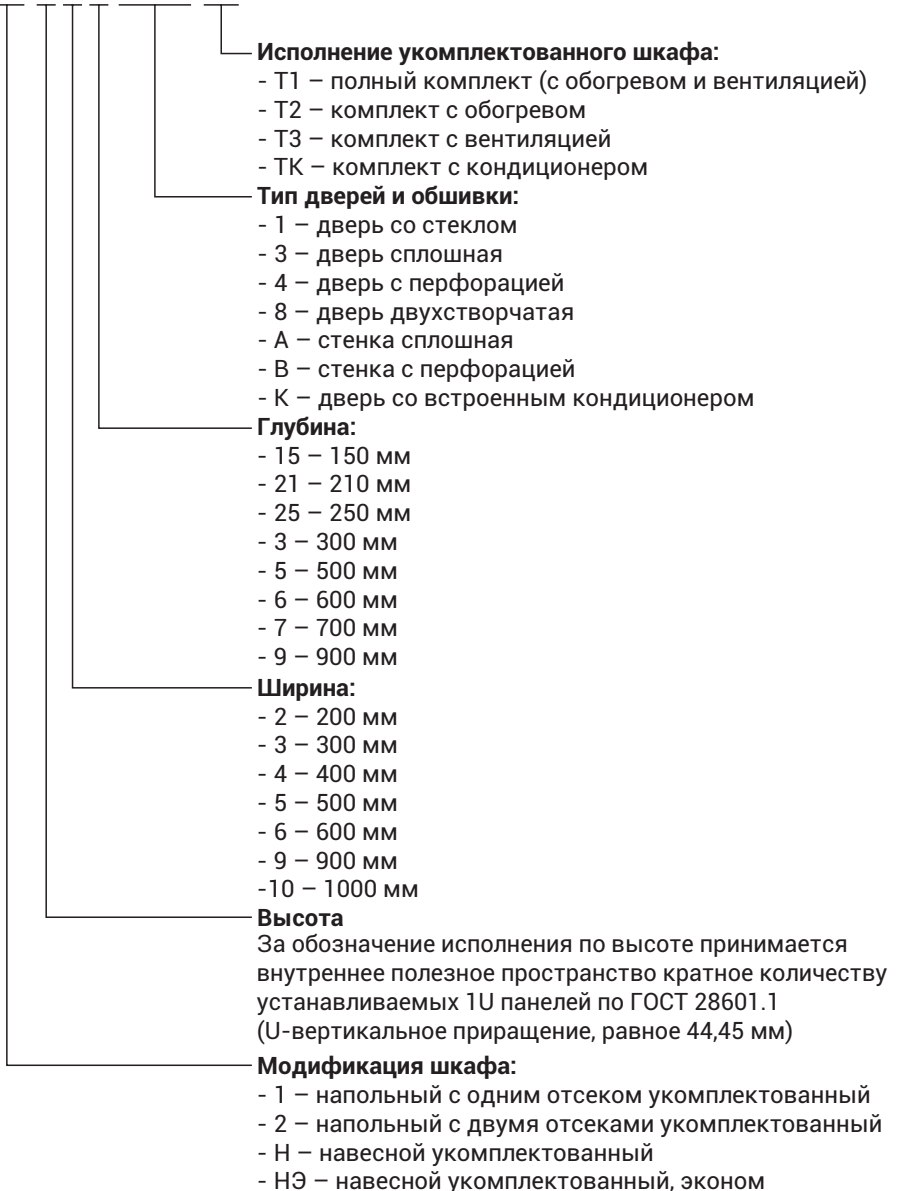 Исполнение укомплектованного шкафа:
- Т1 – полный комплект (с обогревом и вентиляцией)
- Т2 – комплект с обогревом
- Т3 – комплект с вентиляцией
- ТК – комплект с кондиционером
Тип дверей и обшивки:
- 1 – дверь со стеклом
- 3 – дверь сплошная
- 4 – дверь с перфорацией
- 8 – дверь двухстворчатая
- А – стенка сплошная
- В – стенка с перфорацией
- К – дверь со встроенным кондиционером
Глубина:
- 15 – 150 мм
- 21 – 210 мм
- 25 – 250 мм
- 3 – 300 мм
- 5 – 500 мм
- 6 – 600 мм
- 7 – 700 мм
- 9 – 900 мм
Ширина:
- 2 – 200 мм
- 3 – 300 мм
- 4 – 400 мм
- 5 – 500 мм
- 6 – 600 мм
- 9 – 900 мм
-10 – 1000 мм
Высота
За обозначение исполнения по высоте принимается
внутреннее полезное пространство кратное количеству
устанавливаемых 1U панелей по ГОСТ 28601.1
(U-вертикальное приращение, равное 44,45 мм)
Модификация шкафа:
- 1 – напольный с одним отсеком укомплектованный
- 2 – напольный с двумя отсеками укомплектованный
- Н – навесной укомплектованный
- НЭ – навесной укомплектованный, эконом